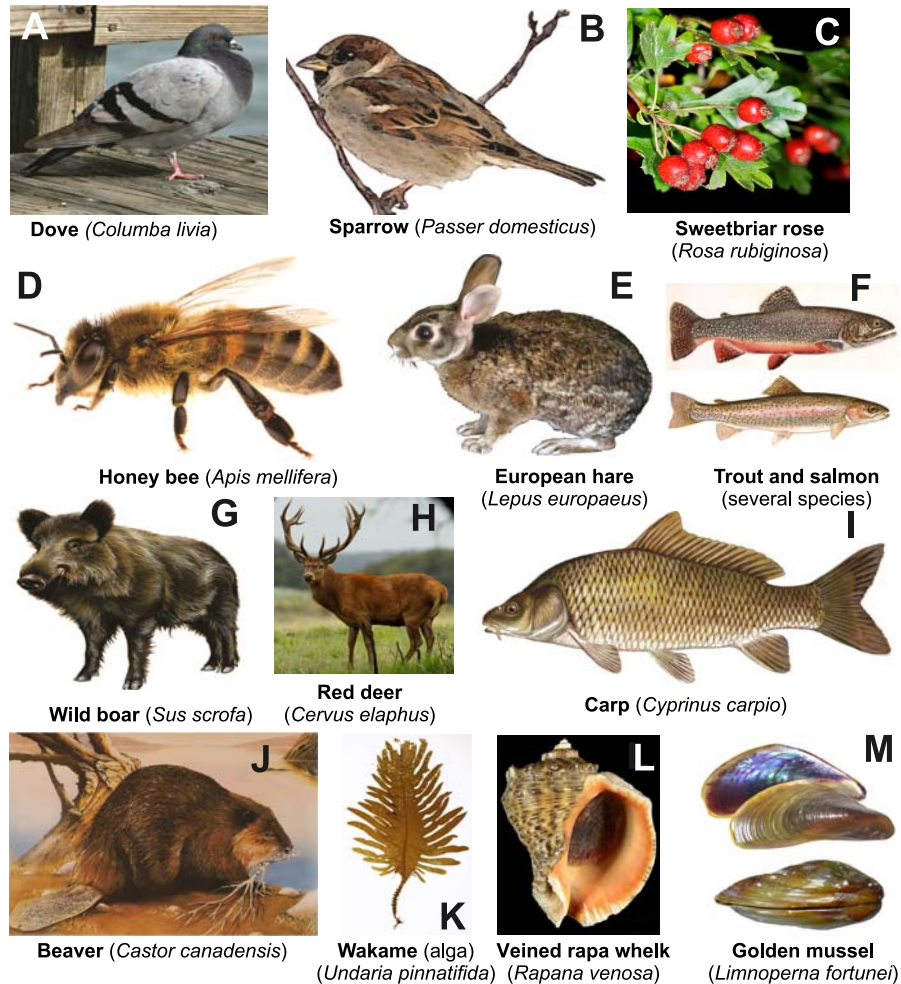 A
B
C
Dove (Columba livia)
Sparrow (Passer domesticus)
Sweetbriar rose
(Rosa rubiginosa)
D
E
F
Honey bee (Apis mellifera)
European hare
(Lepus europaeus)
Trout and salmon
(several species)
G
H
I
Wild boar (Sus scrofa)
Red deer
(Cervus elaphus)
Carp (Cyprinus carpio)
J
K
L
M
Beaver (Castor canadensis)
Wakame (alga)
(Undaria pinnatifida)
Veined rapa whelk
(Rapana venosa)
Golden mussel
(Limnoperna fortunei)